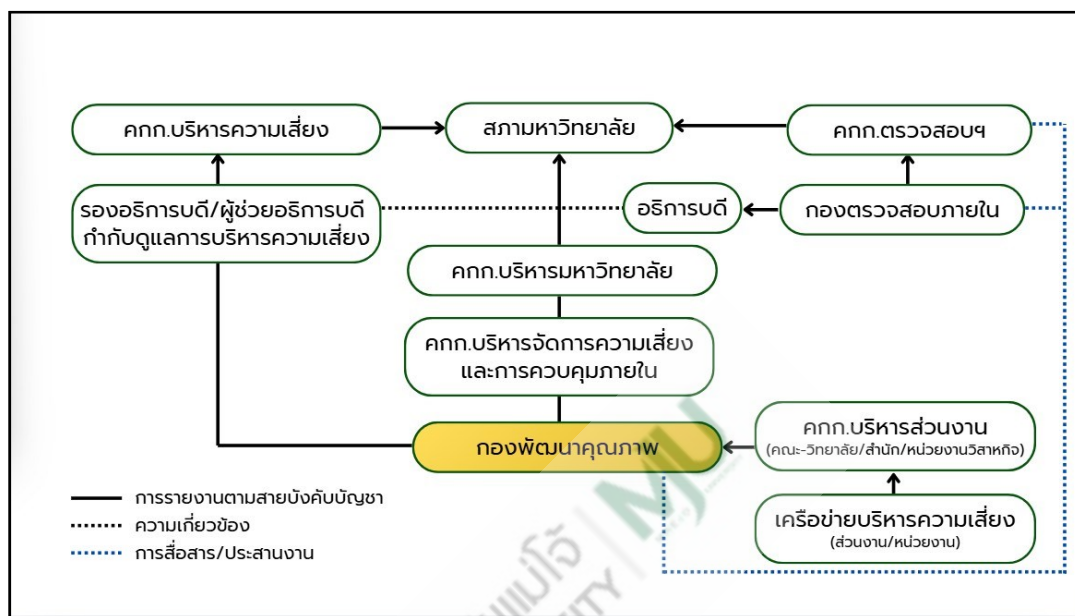 คกก.บริหารความเสี่ยง
สภามหาวิทยาลัย
คกก.ตรวจสอบฯ
รองอธิการบดี/ผู้ช่วยอธิการบดี
กำกับดูแลการบริหารความเสี่ยง
อธิการบดี
กองตรวจสอบภายใน
คกก.บริหารมหาวิทยาลัย
คกก.บริหารจัดการความเสี่ยง
และการควบคุมภายใน
กองพัฒนาคุณภาพ
คกก.บริหารส่วนงาน
(คณะ-วิทยาลัย/สำนัก/หน่วยงานวิสาหกิจ)
เครือข่ายบริหารความเสี่ยง
(ส่วนงาน/หน่วยงาน)
การรายงานตามสายบังคับบัญชา
ความเกี่ยวข้อง
การสื่อสาร/ประสานงาน
MJU